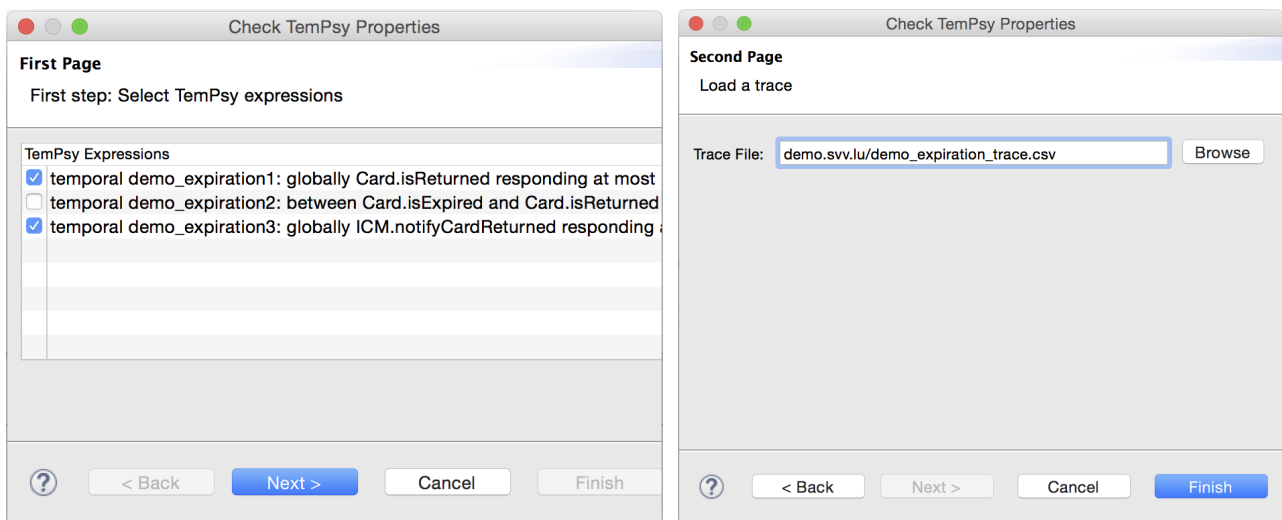 Check TemPsy Properties
First Page
First step: Select TemPsy expressions
TemPsy Expressions
temporal demo_expiration1: globally Card.isReturned responding at most
temporal demo_expiration2: between Card.isExpired and Card.isReturned
temporal demo_expiration3: globally ICM.notifyCardReturned responding
?
< Back
Next >
Cancel
Finish
Check TemPsy Properties
Second Page
Load a trace
Trace File: demo.svv.lu/demo_expiration_trace.csv Browse
?
< Back
Next >
Cancel
Finish